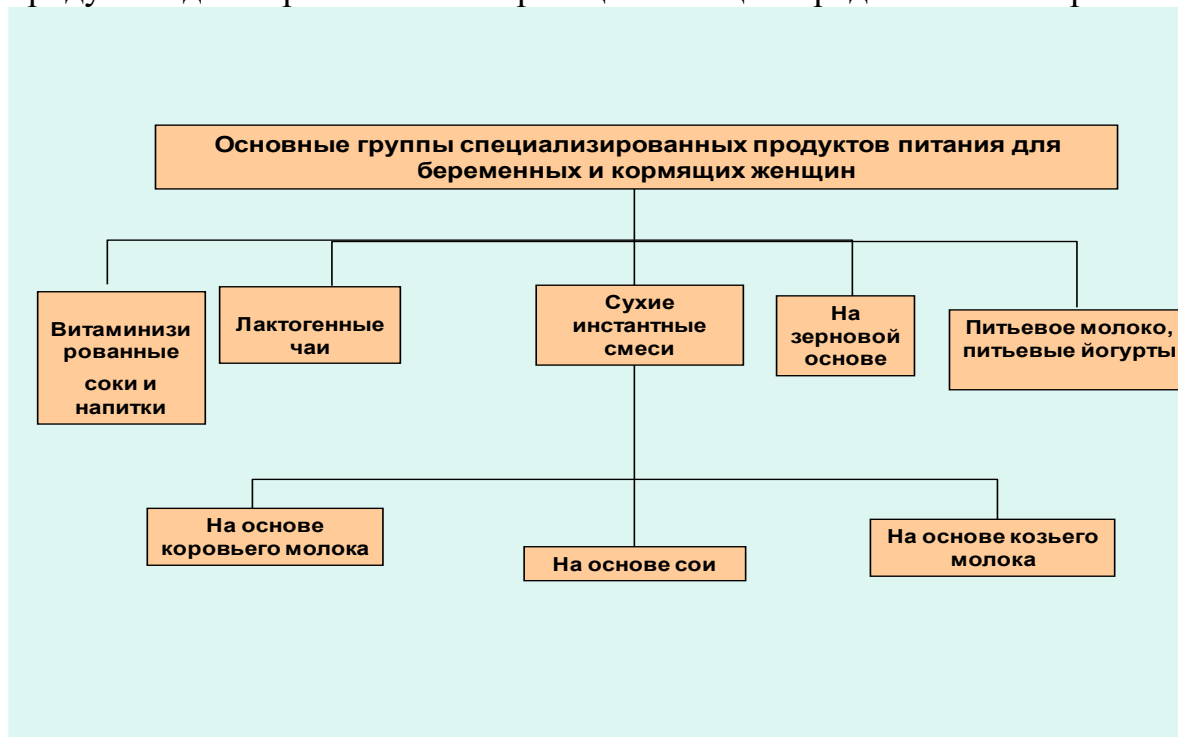 Основные группы специализированных продуктов питания для
беременных и кормящих женщин
Витаминизи
рованные
соки и
напитки
Лактогенные
чаи
Сухие
инстантные
смеси
На
зерновой
основе
Питьевое молоко,
питьевые йогурты
На основе
коровьего молока
На основе сои
На основе козьего
молока